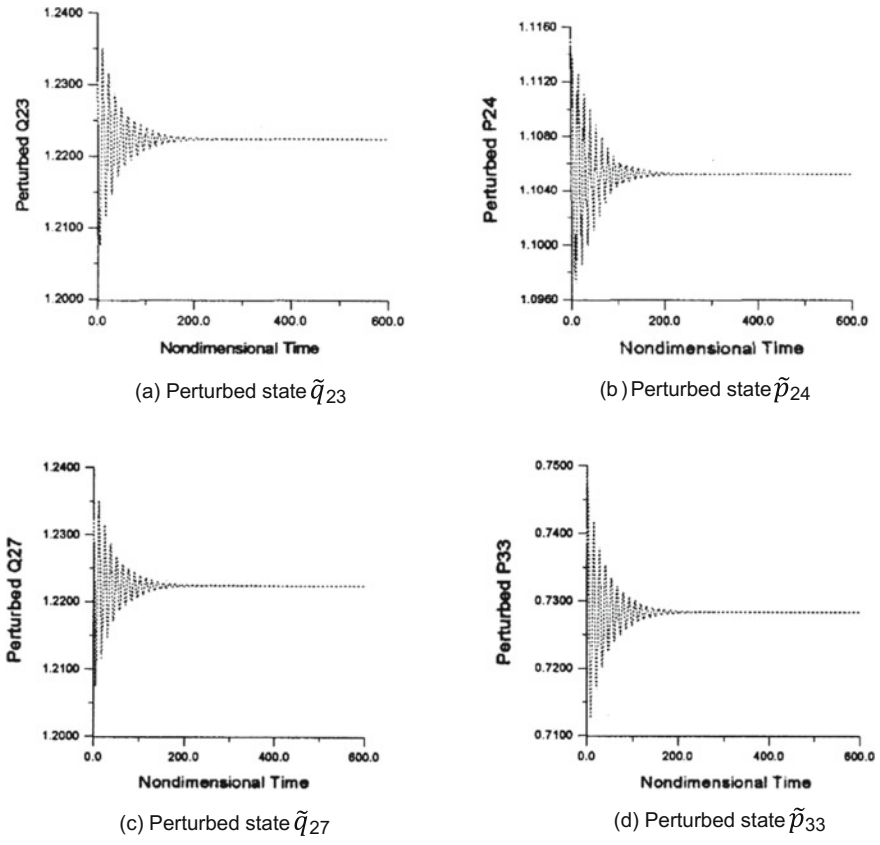 1.2400
1.2300
1.2200
1.2100
1.2000
Perturbed Q23
0.0 200.0 400.0 600.0
Nondimensional Time
(a) Perturbed state q̃23
1.1160
1.1120
1.1080
1.1040
1.1000
1.0960
Perturbed P24
0.0 200.0 400.0 600.0
Nondimensional Time
(b) Perturbed state p̃24
1.2400
1.2300
1.2200
1.2100
1.2000
Perturbed Q27
0.0 200.0 400.0 600.0
Nondimensional Time
(c) Perturbed state q̃27
0.7500
0.7400
0.7300
0.7200
0.7100
Perturbed P33
0.0 200.0 400.0 600.0
Nondimensional Time
(d) Perturbed state p̃33